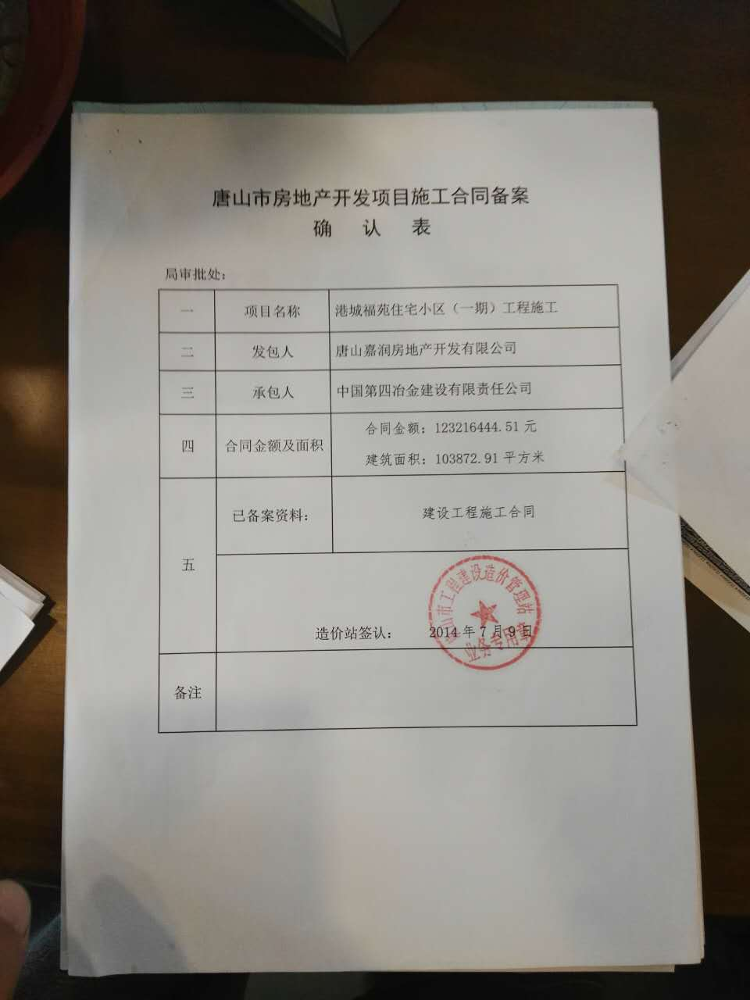 唐山市房地产开发项目施工合同备案
确 认 表
局审批处：
一 项目名称 港城福苑住宅小区（一期）工程施工
二 发包人 唐山嘉润房地产开发有限公司
三 承包人 中国第四冶金建设有限责任公司
四 合同金额及面积 合同金额：123216444.51 元
建筑面积：103872.91 平方米
五 已备案资料： 建设工程施工合同
唐山市工程建设造价管理站
业务专用章
造价站签认： 2014 年 7 月 9 日
备注